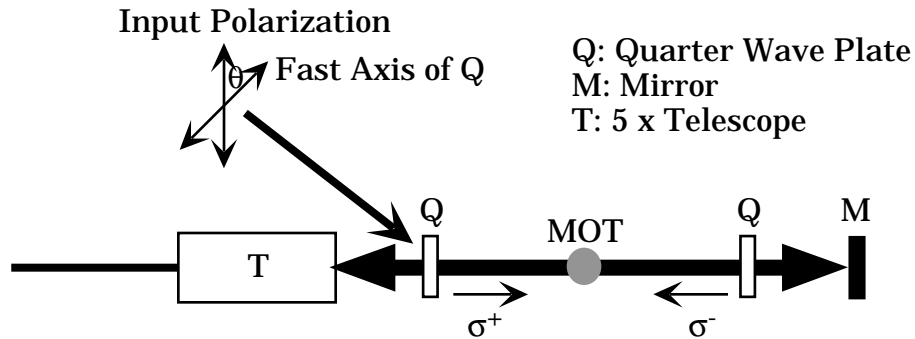 Input Polarization
θ
Fast Axis of Q
Q: Quarter Wave Plate
M: Mirror
T: 5 x Telescope
Q
Q
M
MOT
T
σ+
σ-